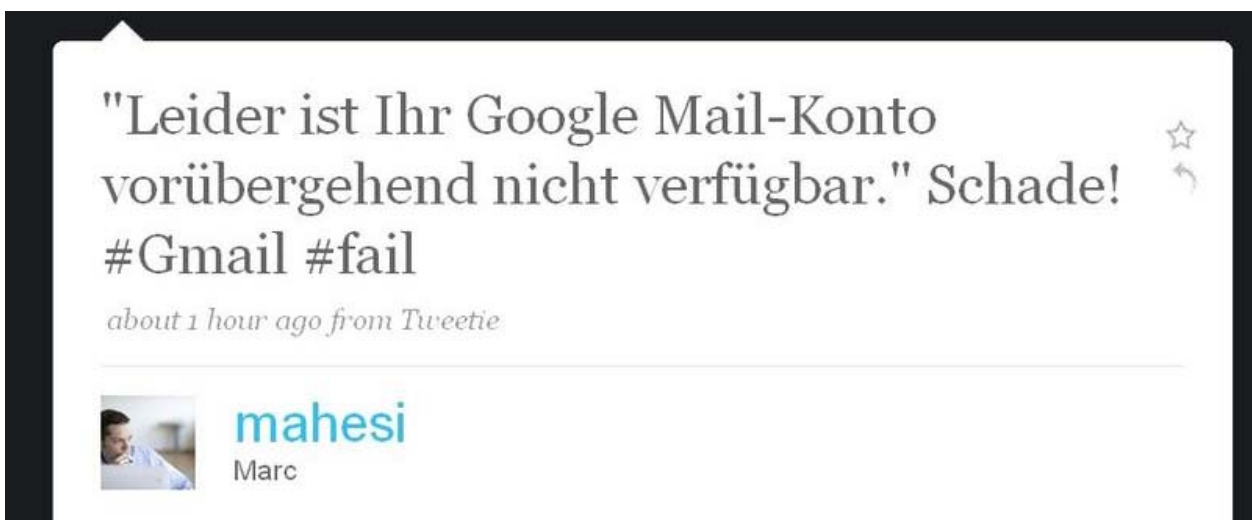 "Leider ist Ihr Google Mail-Konto
vorübergehend nicht verfügbar." Schade!
#Gmail #fail
about 1 hour ago from Tweetie
mahesi
Marc